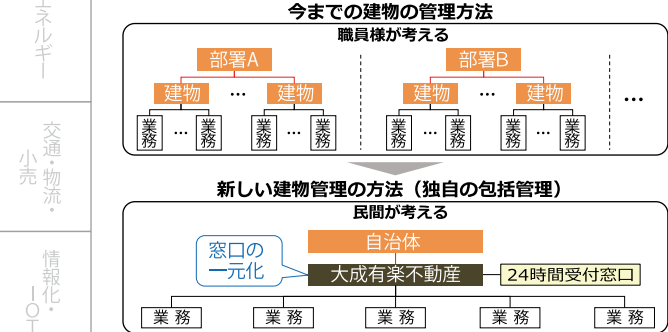 エネルギー
交通・物流・
小売
情報化・
IOT
今までの建物の管理方法
職員様が考える
部署A
部署B
建物 … 建物
建物 … 建物
…
業務 … 業務
業務 … 業務
業務 … 業務
業務 … 業務
新しい建物管理の方法（独自の包括管理）
民間が考える
自治体
窓口の
一元化
大成有楽不動産
24時間受付窓口
業 務
業 務
業 務
業 務
業 務